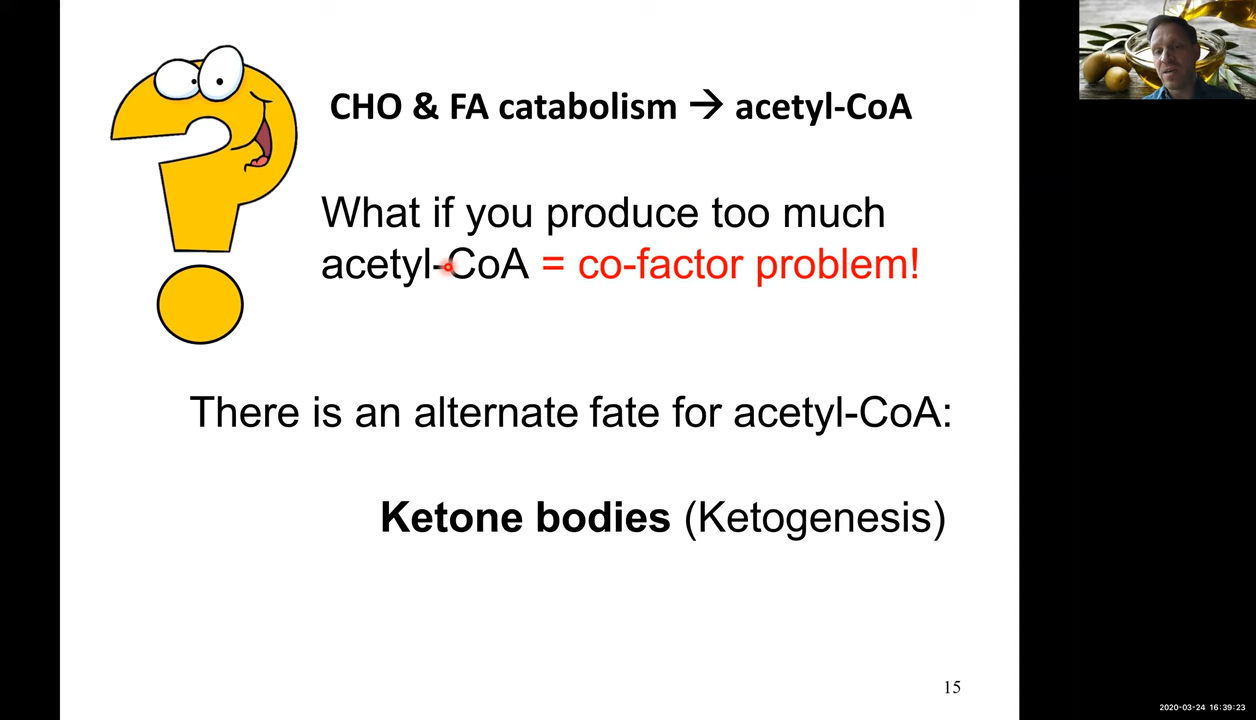 CHO & FA catabolism → acetyl-CoA
What if you produce too much
acetyl-CoA = co-factor problem!
There is an alternate fate for acetyl-CoA:
Ketone bodies (Ketogenesis)
15
2020-03-24 16:39:23